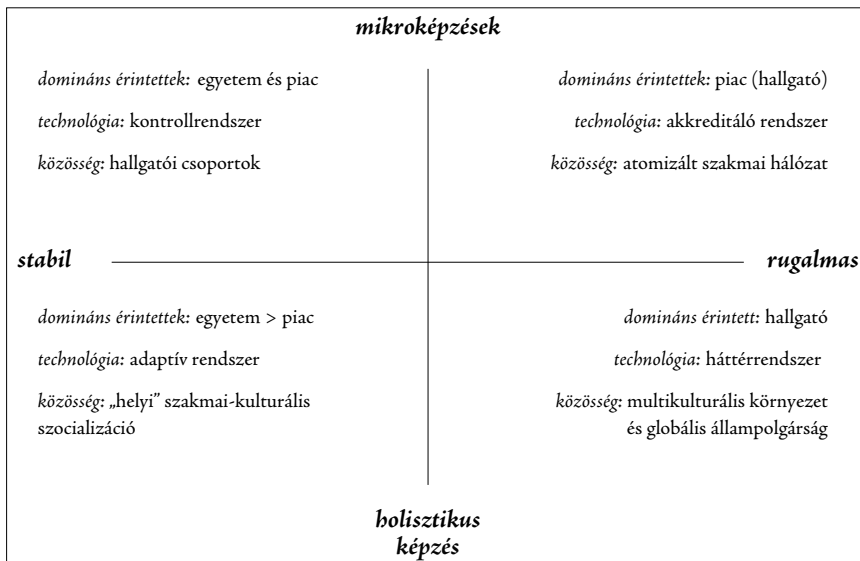 mikroképzések
domináns érintettek: egyetem és piac
technológia: kontrollrendszer
közösség: hallgatói csoportok
domináns érintettek: piac (hallgató)
technológia: akkreditáló rendszer
közösség: atomizált szakmai hálózat
stabil
rugalmas
domináns érintettek: egyetem > piac
technológia: adaptív rendszer
közösség: „helyi” szakmai-kulturális
szocializáció
domináns érintett: hallgató
technológia: háttérrendszer
közösség: multikulturális környezet
és globális állampolgárság
holisztikus
képzés